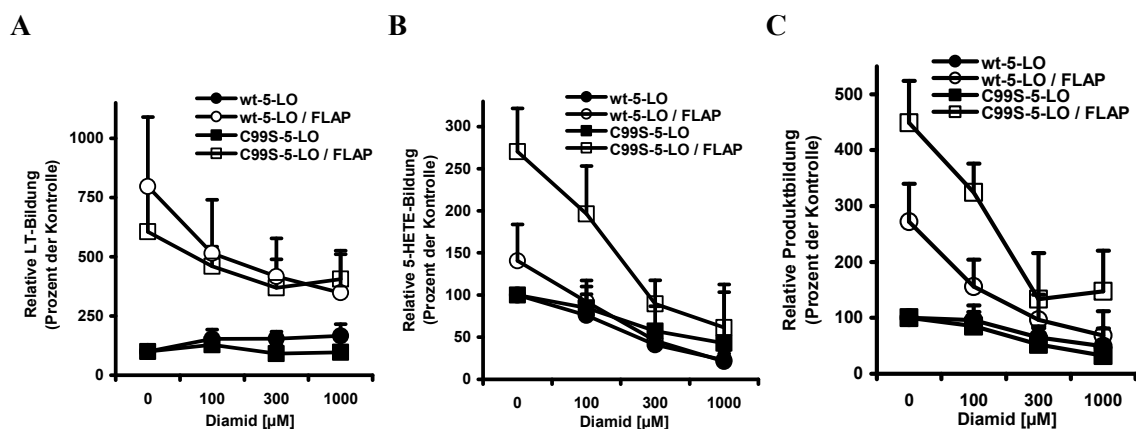 A
Relative LT-Bildung
(Prozent der Kontrolle)
1000
750
500
250
0
wt-5-LO
wt-5-LO / FLAP
C99S-5-LO
C99S-5-LO / FLAP
0 100 300 1000
Diamid [µM]
B
Relative 5-HETE-Bildung
(Prozent der Kontrolle)
300
250
200
150
100
50
0
wt-5-LO
wt-5-LO / FLAP
C99S-5-LO
C99S-5-LO / FLAP
0 100 300 1000
Diamid [µM]
C
Relative Produktbildung
(Prozent der Kontrolle)
500
400
300
200
100
0
wt-5-LO
wt-5-LO / FLAP
C99S-5-LO
C99S-5-LO / FLAP
0 100 300 1000
Diamid [µM]